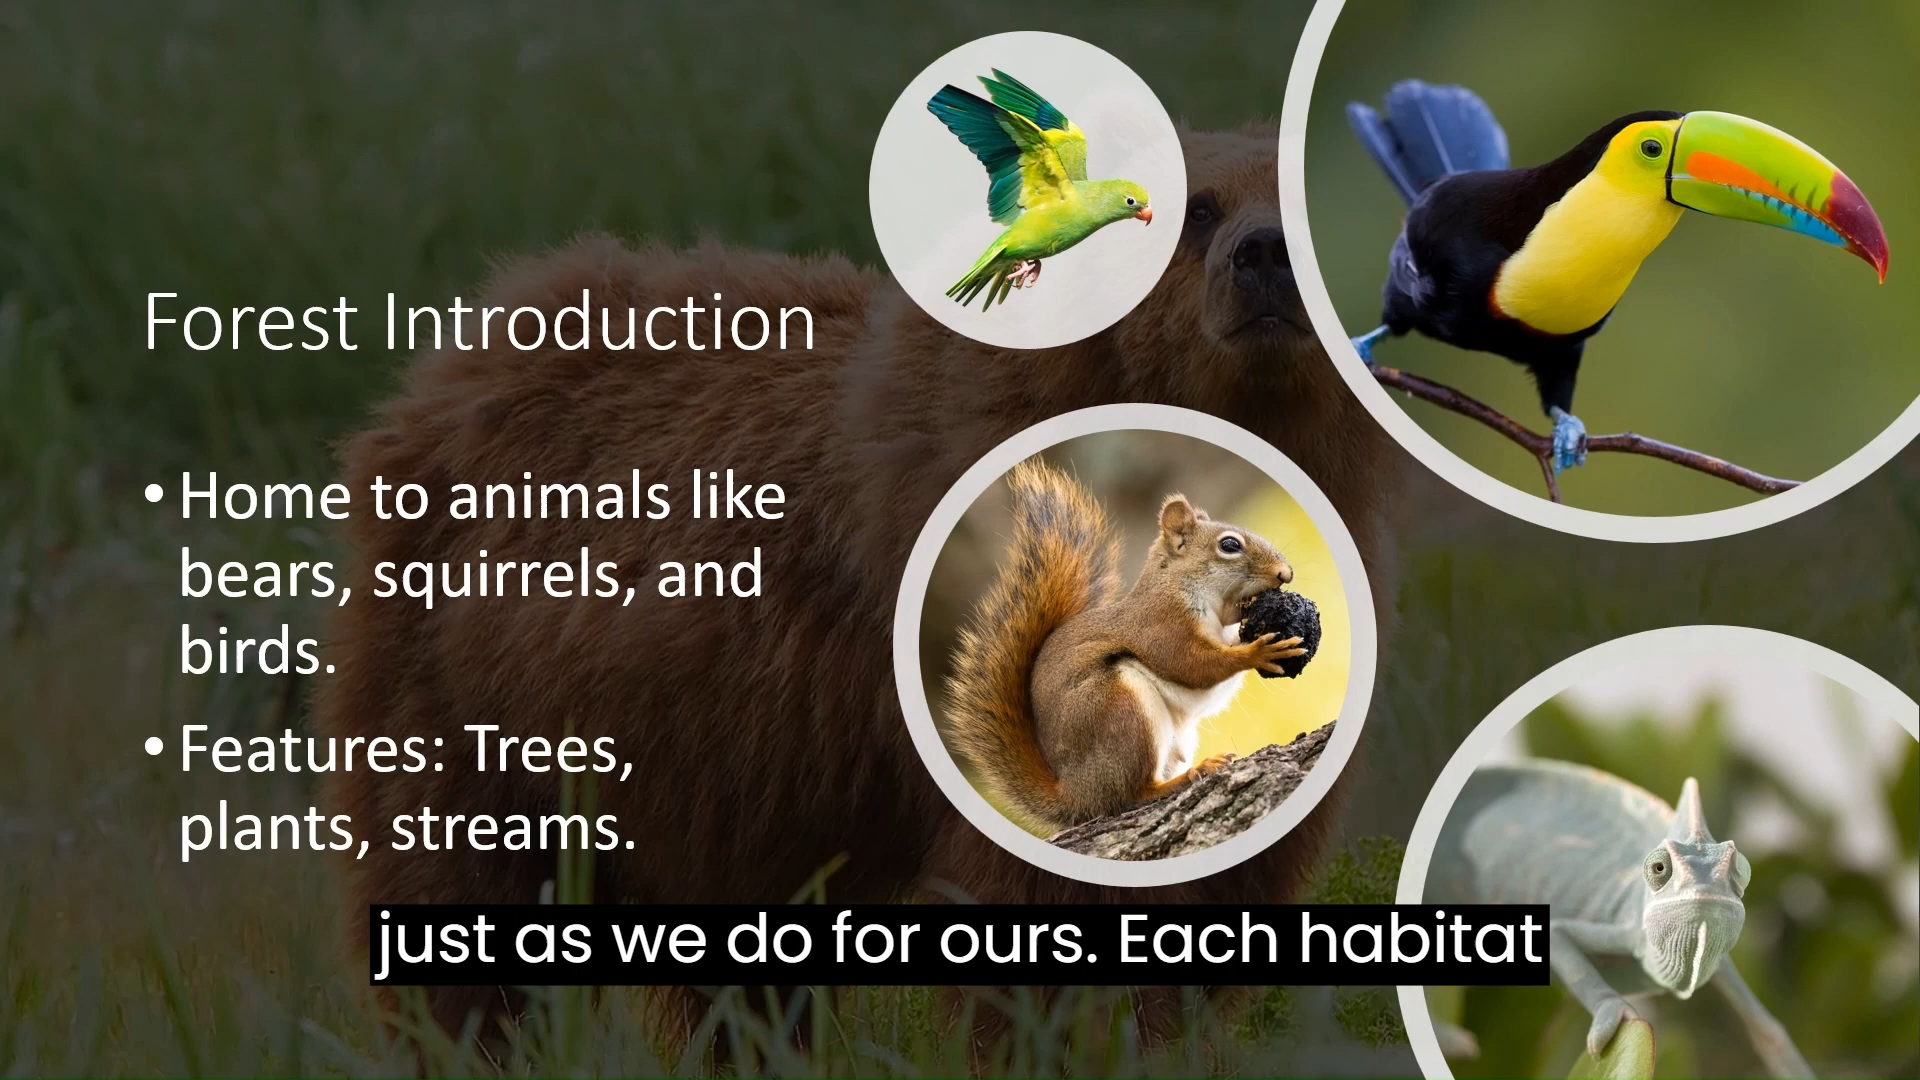 Forest Introduction
• Home to animals like
bears, squirrels, and
birds.
• Features: Trees,
plants, streams.
just as we do for ours. Each habitat